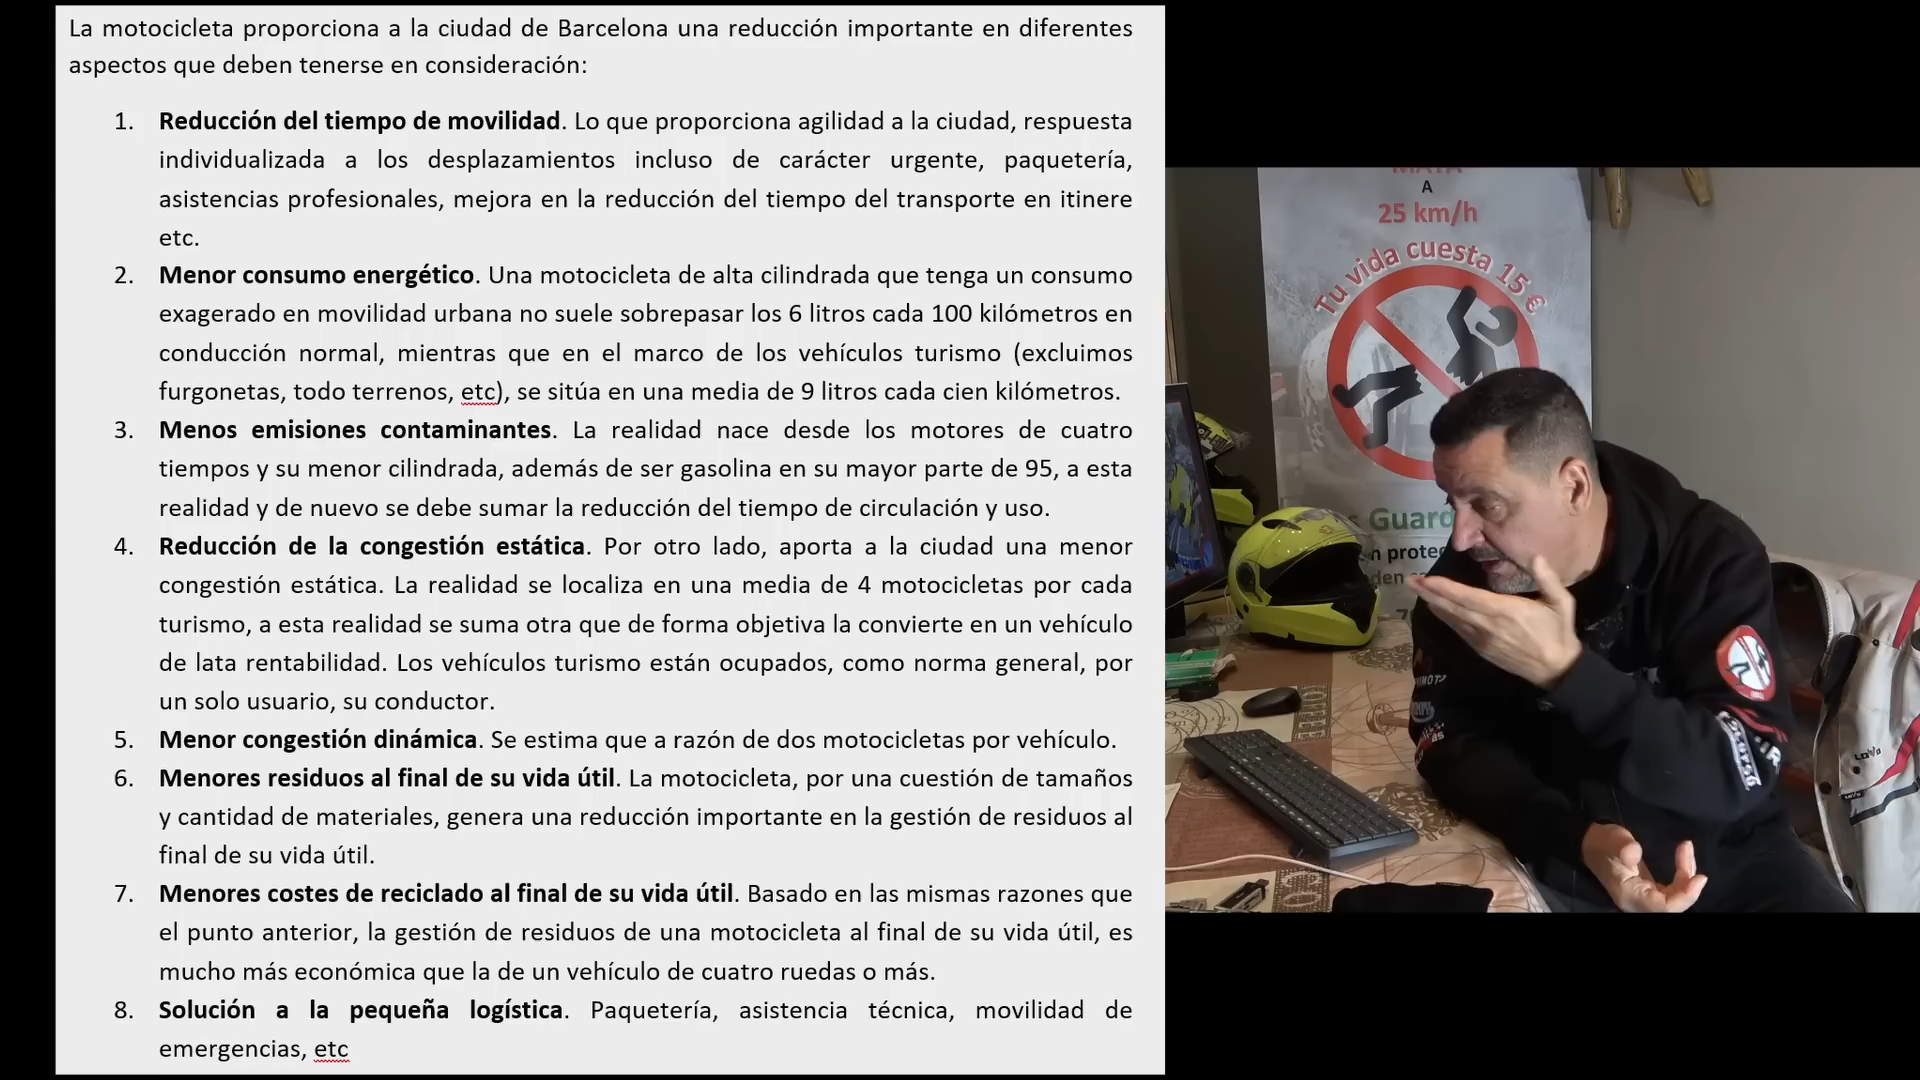 La motocicleta proporciona a la ciudad de Barcelona una reducción importante en diferentes
aspectos que deben tenerse en consideración:
1. Reducción del tiempo de movilidad. Lo que proporciona agilidad a la ciudad, respuesta
individualizada a los desplazamientos incluso de carácter urgente, paquetería,
asistencias profesionales, mejora en la reducción del tiempo del transporte en itinere
etc.
2. Menor consumo energético. Una motocicleta de alta cilindrada que tenga un consumo
exagerado en movilidad urbana no suele sobrepasar los 6 litros cada 100 kilómetros en
conducción normal, mientras que en el marco de los vehículos turismo (excluimos
furgonetas, todo terrenos, etc), se sitúa en una media de 9 litros cada cien kilómetros.
3. Menos emisiones contaminantes. La realidad nace desde los motores de cuatro
tiempos y su menor cilindrada, además de ser gasolina en su mayor parte de 95, a esta
realidad y de nuevo se debe sumar la reducción del tiempo de circulación y uso.
4. Reducción de la congestión estática. Por otro lado, aporta a la ciudad una menor
congestión estática. La realidad se localiza en una media de 4 motocicletas por cada
turismo, a esta realidad se suma otra que de forma objetiva la convierte en un vehículo
de lata rentabilidad. Los vehículos turismo están ocupados, como norma general, por
un solo usuario, su conductor.
5. Menor congestión dinámica. Se estima que a razón de dos motocicletas por vehículo.
6. Menores residuos al final de su vida útil. La motocicleta, por una cuestión de tamaños
y cantidad de materiales, genera una reducción importante en la gestión de residuos al
final de su vida útil.
7. Menores costes de reciclado al final de su vida útil. Basado en las mismas razones que
el punto anterior, la gestión de residuos de una motocicleta al final de su vida útil, es
mucho más económica que la de un vehículo de cuatro ruedas o más.
8. Solución a la pequeña logística. Paquetería, asistencia técnica, movilidad de
emergencias, etc
A
25 km/h
Tu vida cuesta 15 €
Guard